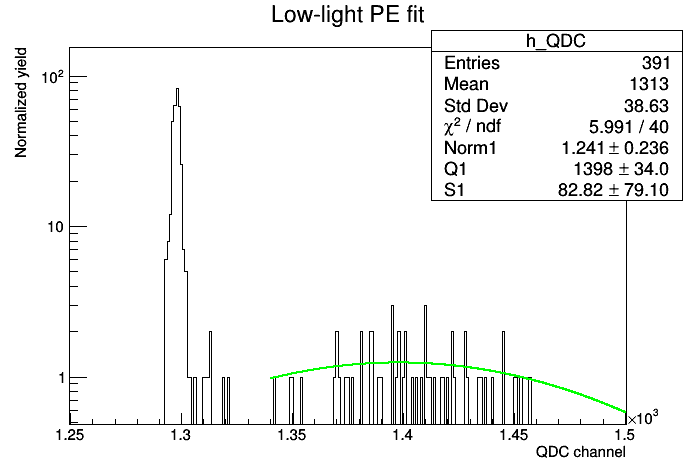 Low-light PE fit
h_QDC
Entries 391
Mean 1313
Std Dev 38.63
χ² / ndf 5.991 / 40
Norm1 1.241 ± 0.236
Q1 1398 ± 34.0
S1 82.82 ± 79.10
Normalized yield
10²
10
1
1.25 1.3 1.35 1.4 1.45 1.5
×10³
QDC channel